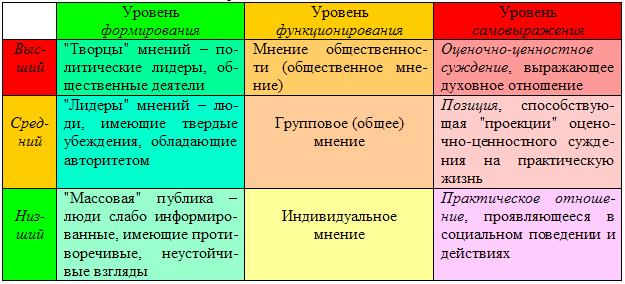 Уровень формирования
Уровень функционирования
Уровень самовыражения
Выс-
ший
"Творцы" мнений – по-
литические лидеры, об-
щественные деятели
Мнение общественнос-
ти (общественное мне-
ние)
Оценочно-ценностное
суждение, выражающее
духовное отношение
Сред-
ний
"Лидеры" мнений – лю-
ди, имеющие твердые
убеждения, обладающие
авторитетом
Групповое (общее)
мнение
Позиция, способствую-
щая "проекции" оцено-
чно-ценностного сужде-
ния на практическую
жизнь
Низ-
ший
"Массовая" публика –
люди слабо информиро-
ванные, имеющие проти-
воречивые, неустойчи-
вые взгляды
Индивидуальное
мнение
Практическое отноше-
ние, проявляющееся в
социальном поведении и
действиях